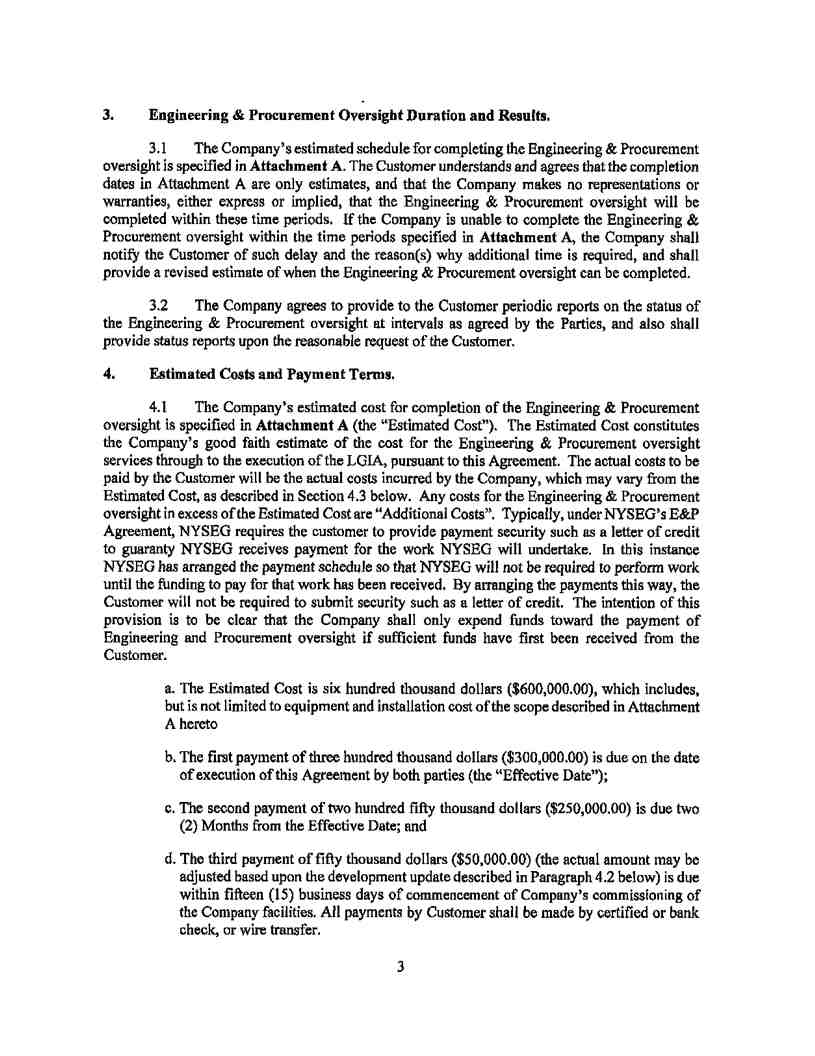 3. Engineering & Procurement Oversight Duration and Results.
3.1 The Company's estimated schedule for completing the Engineering & Procurement
oversight is specified in Attachment A. The Customer understands and agrees that the completion
dates in Attachment A are only estimates, and that the Company makes no representations or
warranties, either express or implied, that the Engineering & Procurement oversight will be
completed within these time periods. If the Company is unable to complete the Engineering &
Procurement oversight within the time periods specified in Attachment A, the Company shall
notify the Customer of such delay and the reason(s) why additional time is required, and shall
provide a revised estimate of when the Engineering & Procurement oversight can be completed.
3.2 The Company agrees to provide to the Customer periodic reports on the status of
the Engineering & Procurement oversight at intervals as agreed by the Parties, and also shall
provide status reports upon the reasonable request of the Customer.
4. Estimated Costs and Payment Terms.
4.1 The Company's estimated cost for completion of the Engineering & Procurement
oversight is specified in Attachment A (the "Estimated Cost"). The Estimated Cost constitutes
the Company's good faith estimate of the cost for the Engineering & Procurement oversight
services through to the execution of the LGIA, pursuant to this Agreement. The actual costs to be
paid by the Customer will be the actual costs incurred by the Company, which may vary from the
Estimated Cost, as described in Section 4.3 below. Any costs for the Engineering & Procurement
oversight in excess of the Estimated Cost are "Additional Costs". Typically, under NYSEG's E&P
Agreement, NYSEG requires the customer to provide payment security such as a letter of credit
to guaranty NYSEG receives payment for the work NYSEG will undertake. In this instance
NYSEG has arranged the payment schedule so that NYSEG will not be required to perform work
until the funding to pay for that work has been received. By arranging the payments this way, the
Customer will not be required to submit security such as a letter of credit. The intention of this
provision is to be clear that the Company shall only expend funds toward the payment of
Engineering and Procurement oversight if sufficient funds have first been received from the
Customer.
a. The Estimated Cost is six hundred thousand dollars ($600,000.00), which includes,
but is not limited to equipment and installation cost of the scope described in Attachment
A hereto
b. The first payment of three hundred thousand dollars ($300,000.00) is due on the date
of execution of this Agreement by both parties (the "Effective Date");
c. The second payment of two hundred fifty thousand dollars ($250,000.00) is due two
(2) Months from the Effective Date; and
d. The third payment of fifty thousand dollars ($50,000.00) (the actual amount may be
adjusted based upon the development update described in Paragraph 4.2 below) is due
within fifteen (15) business days of commencement of Company's commissioning of
the Company facilities. All payments by Customer shall be made by certified or bank
check, or wire transfer.
3